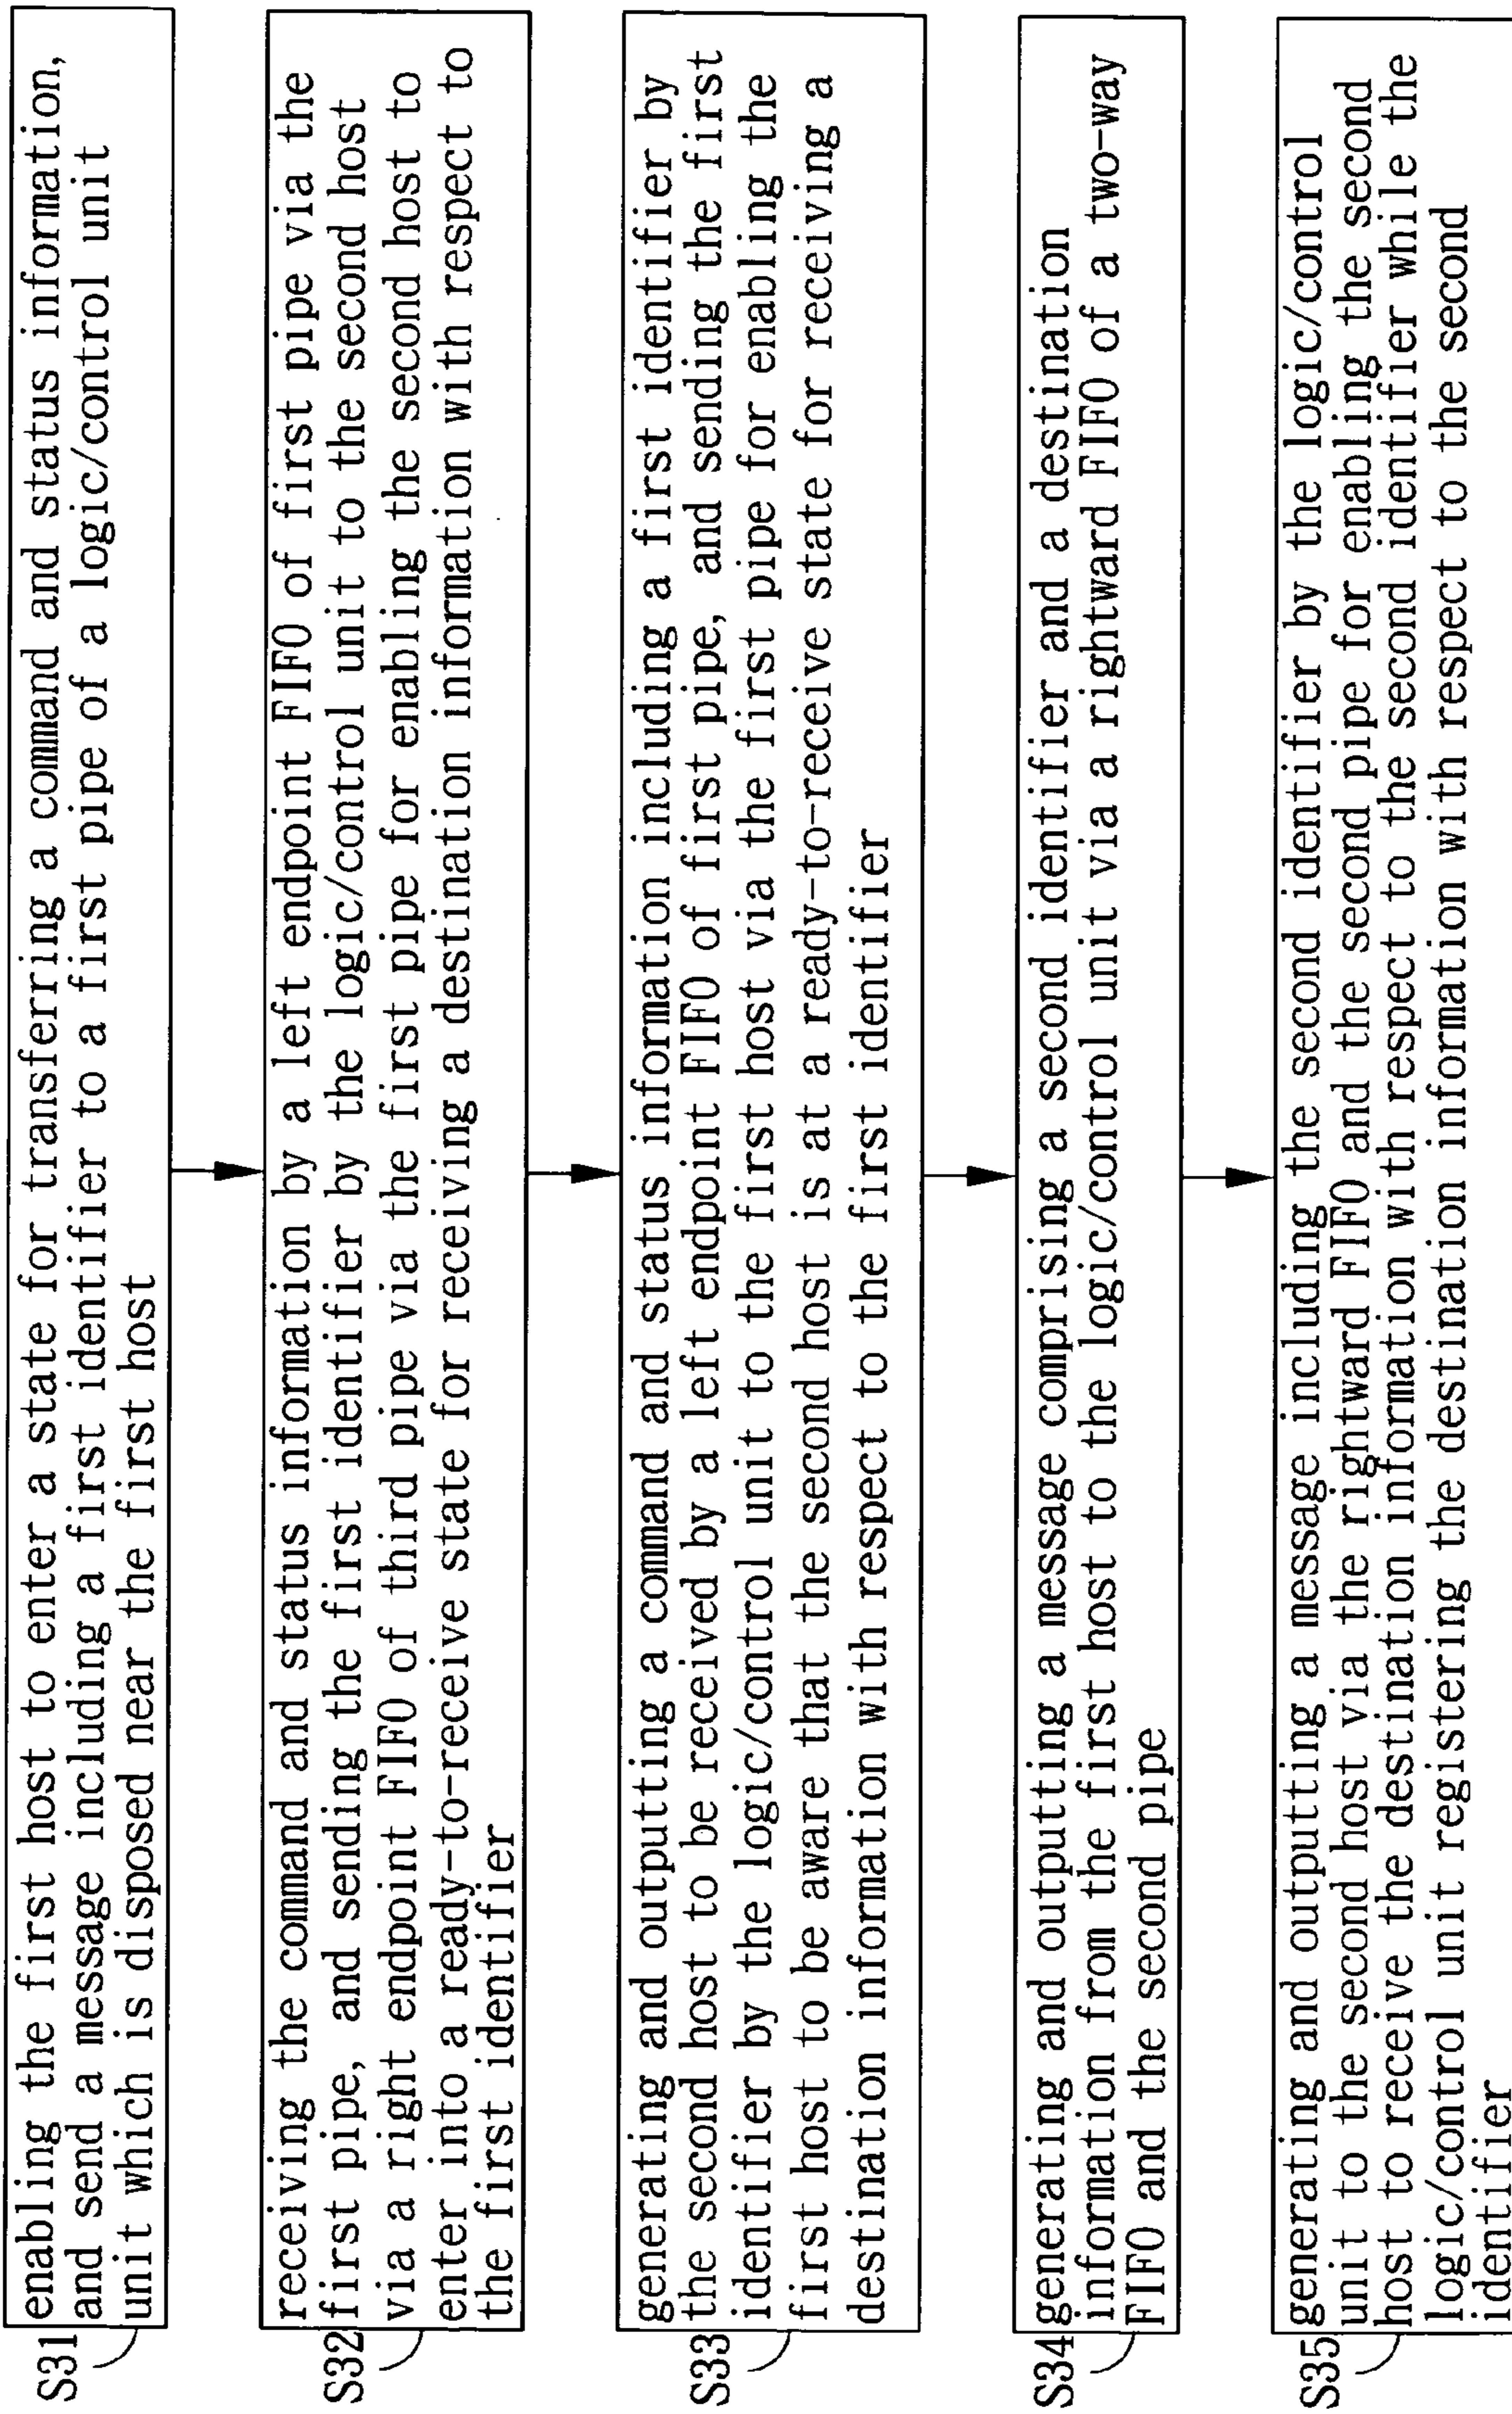 S31
enabling the first host to enter a state for transferring a command and status information,
and send a message including a first identifier to a first pipe of a logic/control unit
unit which is disposed near the first host
S32
receiving the command and status information by a left endpoint FIFO of first pipe via the
first pipe, and sending the first identifier by the logic/control unit to the second host
via a right endpoint FIFO of third pipe via the first pipe for enabling the second host to
enter into a ready-to-receive state for receiving a destination information with respect to
the first identifier
S33
generating and outputting a command and status information including a first identifier by
the second host to be received by a left endpoint FIFO of first pipe, and sending the first
identifier by the logic/control unit to the first host via the first pipe for enabling the
first host to be aware that the second host is at a ready-to-receive state for receiving a
destination information with respect to the first identifier
S34
generating and outputting a message comprising a second identifier and a destination
information from the first host to the logic/control unit via a rightward FIFO of a two-way
FIFO and the second pipe
S35
generating and outputting a message including the second identifier by the logic/control
unit to the second host via the rightward FIFO and the second pipe for enabling the second
host to receive the destination information with respect to the second identifier while the
logic/control unit registering the destination information with respect to the second
identifier